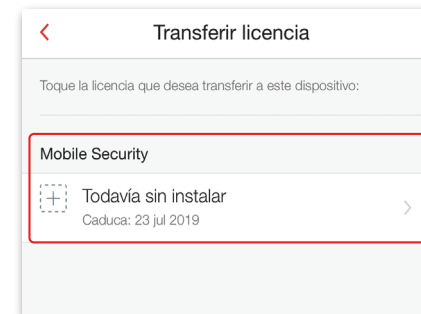 Transferir licencia
Toque la licencia que desea transferir a este dispositivo:
Mobile Security
Todavía sin instalar
Caduca: 23 jul 2019